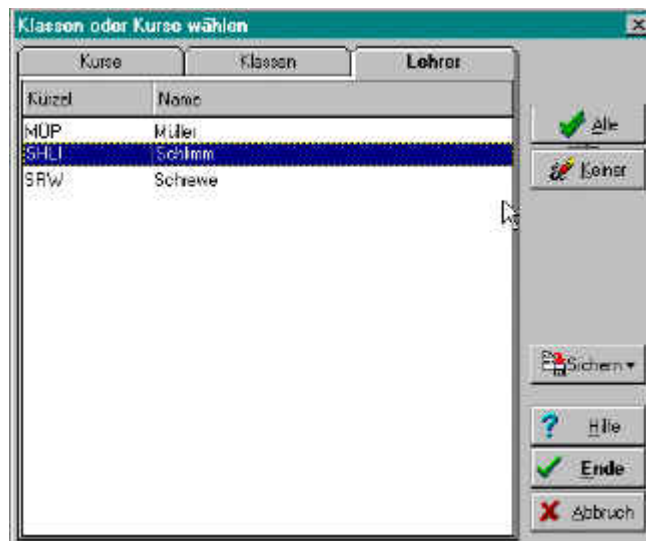 Klassen oder Kurse wählen
Kurse Klassen Lehrer
Kürzel Name
MÜP Müller
SHLI Schlimm
SRW Schrewe
Alle
Keiner
Sichern
Hilfe
Ende
Abbruch